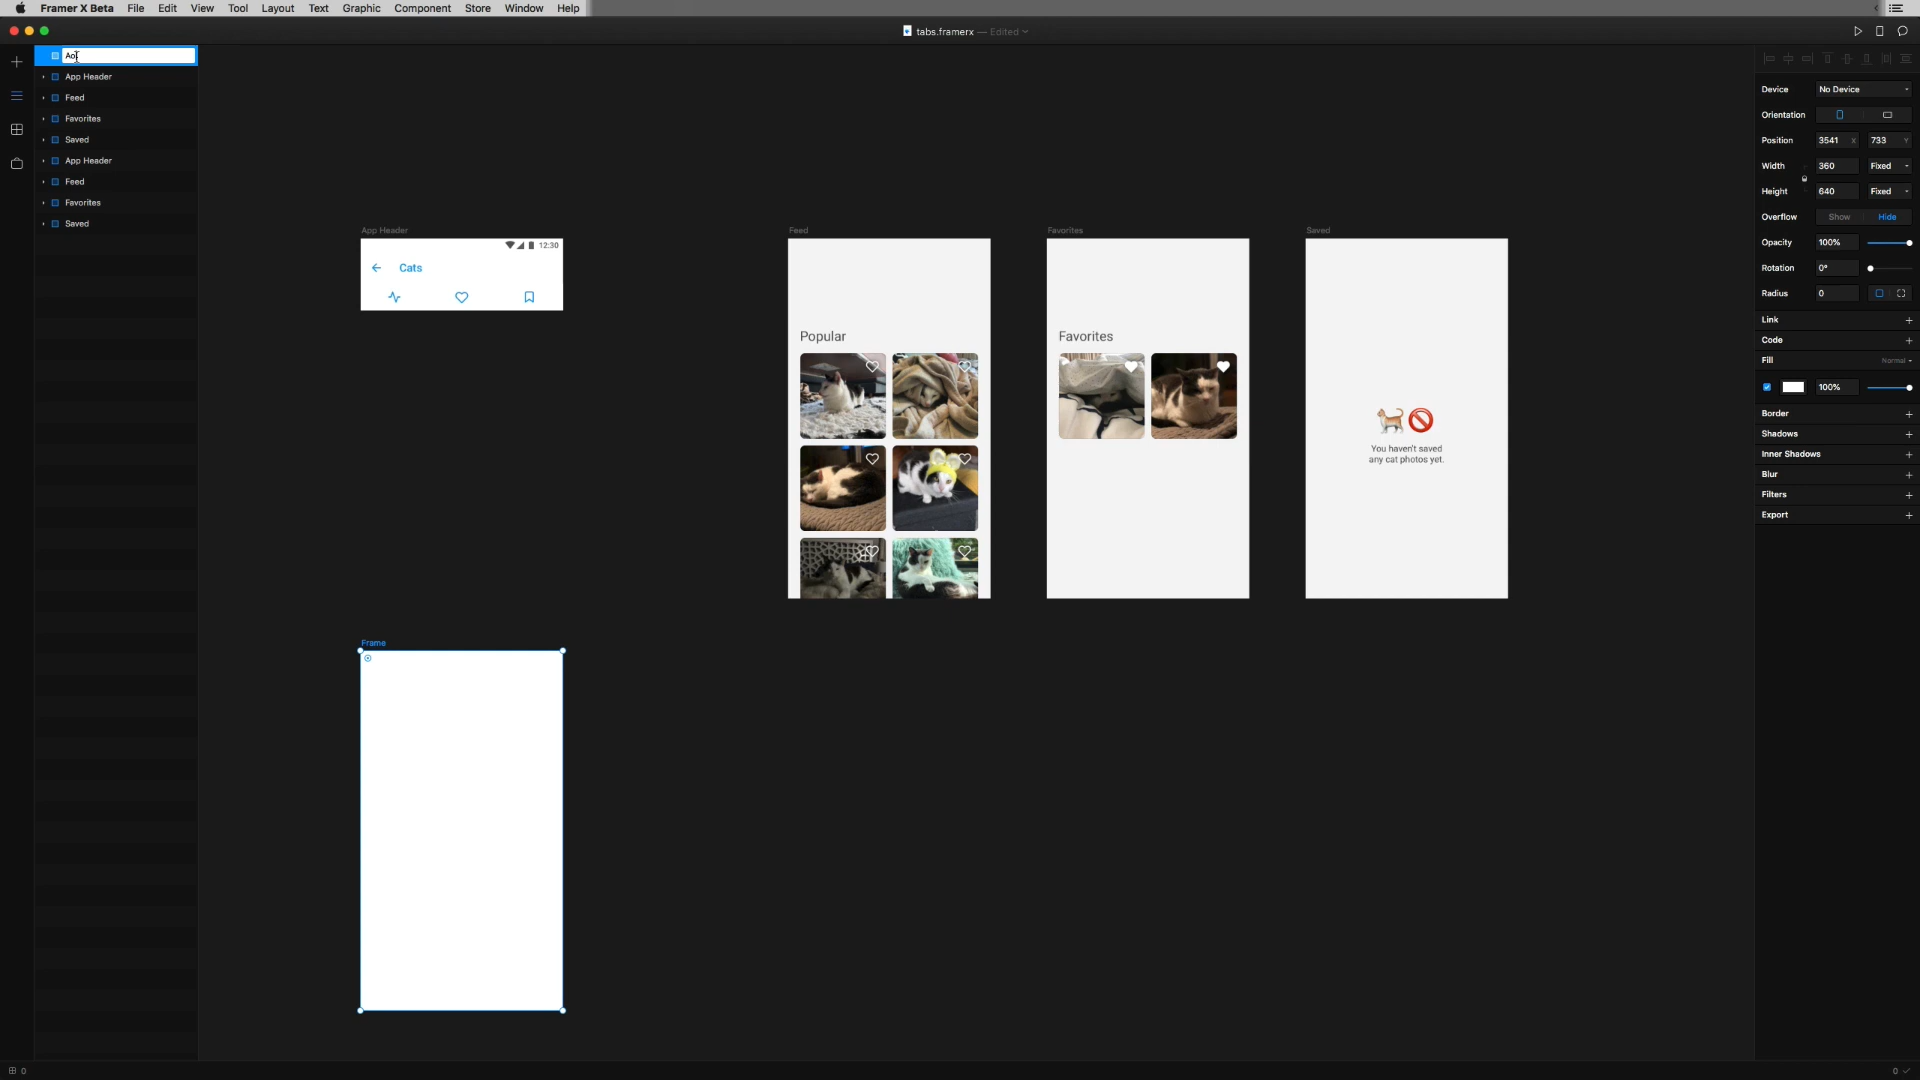 Framer X Beta File Edit View Tool Layout Text Graphic Component Store Window Help
tabs.framerx — Edited
App Header
Feed
Favorites
Saved
App Header
Feed
Favorites
Saved
App Header
12:30
Cats
Feed
Popular
Favorites
Favorites
Saved
You haven't saved
any cat photos yet.
Frame
Device No Device
Orientation
Position 3541 X 733 Y
Width 360 Fixed
Height 640 Fixed
Overflow Show Hide
Opacity 100%
Rotation 0°
Radius 0
Link
Code
Fill Normal
100%
Border
Shadows
Inner Shadows
Blur
Filters
Export
0
0